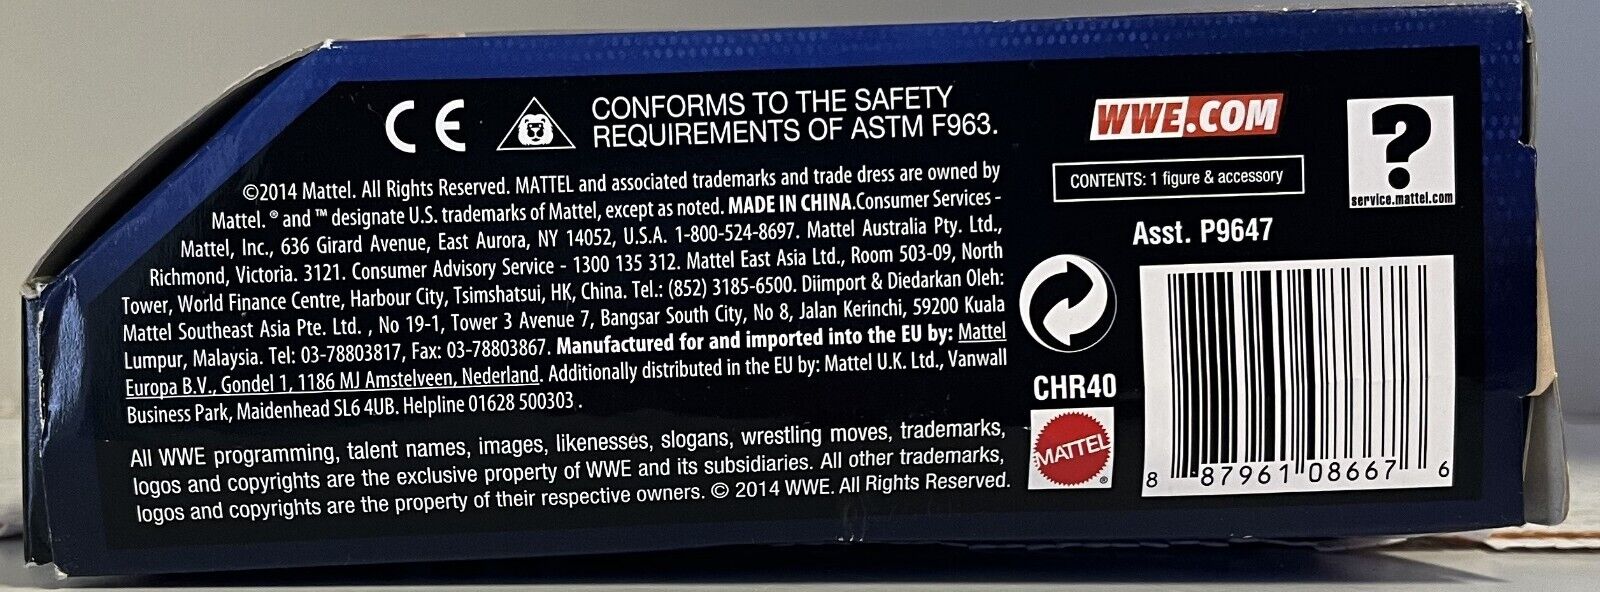 CE
CONFORMS TO THE SAFETY
REQUIREMENTS OF ASTM F963.
©2014 Mattel. All Rights Reserved. MATTEL and associated trademarks and trade dress are owned by
Mattel. ® and ™ designate U.S. trademarks of Mattel, except as noted. MADE IN CHINA.Consumer Services -
Mattel, Inc., 636 Girard Avenue, East Aurora, NY 14052, U.S.A. 1-800-524-8697. Mattel Australia Pty. Ltd.,
Richmond, Victoria. 3121. Consumer Advisory Service - 1300 135 312. Mattel East Asia Ltd., Room 503-09, North
Tower, World Finance Centre, Harbour City, Tsimshatsui, HK, China. Tel.: (852) 3185-6500. Diimport & Diedarkan Oleh:
Mattel Southeast Asia Pte. Ltd. , No 19-1, Tower 3 Avenue 7, Bangsar South City, No 8, Jalan Kerinchi, 59200 Kuala
Lumpur, Malaysia. Tel: 03-78803817, Fax: 03-78803867. Manufactured for and imported into the EU by: Mattel
Europa B.V., Gondel 1, 1186 MJ Amstelveen, Nederland. Additionally distributed in the EU by: Mattel U.K. Ltd., Vanwall
Business Park, Maidenhead SL6 4UB. Helpline 01628 500303 .
All WWE programming, talent names, images, likenesses, slogans, wrestling moves, trademarks,
logos and copyrights are the exclusive property of WWE and its subsidiaries. All other trademarks,
logos and copyrights are the property of their respective owners. © 2014 WWE. All Rights Reserved.
WWE.COM
CONTENTS: 1 figure & accessory
?
service.mattel.com
Asst. P9647
CHR40
MATTEL®
8 87961 08667 6